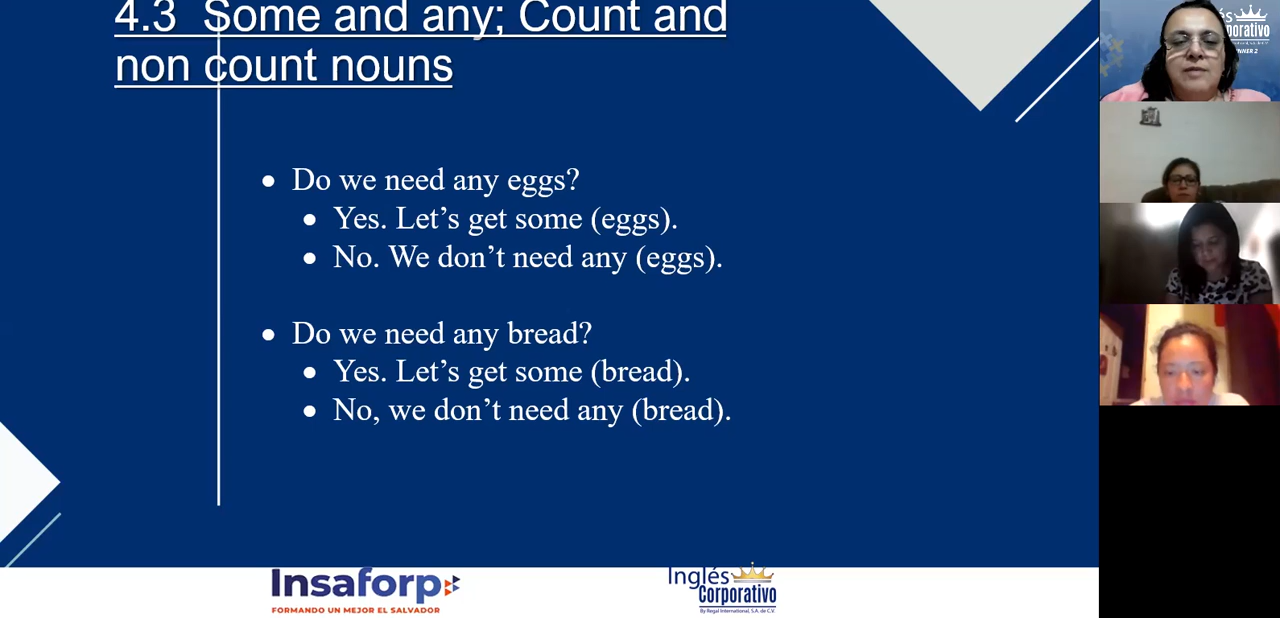 4.3 Some and any; Count and
non count nouns
• Do we need any eggs?
• Yes. Let’s get some (eggs).
• No. We don’t need any (eggs).
• Do we need any bread?
• Yes. Let’s get some (bread).
• No, we don’t need any (bread).
Insaforp
FORMANDO UN MEJOR EL SALVADOR
Inglés
Corporativo
By Regal International, S.A. de C.V.